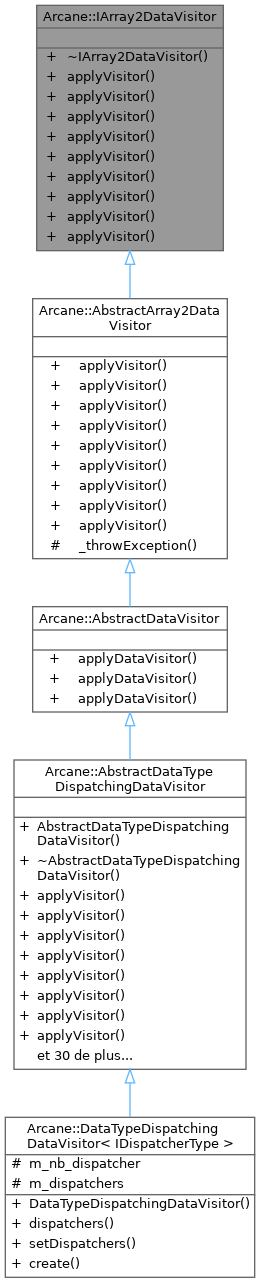 Arcane::IArray2DataVisitor
+ ~IArray2DataVisitor()
+ applyVisitor()
+ applyVisitor()
+ applyVisitor()
+ applyVisitor()
+ applyVisitor()
+ applyVisitor()
+ applyVisitor()
+ applyVisitor()
+ applyVisitor()
Arcane::AbstractArray2Data
Visitor
+ applyVisitor()
+ applyVisitor()
+ applyVisitor()
+ applyVisitor()
+ applyVisitor()
+ applyVisitor()
+ applyVisitor()
+ applyVisitor()
+ applyVisitor()
# _throwException()
Arcane::AbstractDataVisitor
+ applyDataVisitor()
+ applyDataVisitor()
+ applyDataVisitor()
Arcane::AbstractDataType
DispatchingDataVisitor
+ AbstractDataTypeDispatching
DataVisitor()
+ ~AbstractDataTypeDispatching
DataVisitor()
+ applyVisitor()
+ applyVisitor()
+ applyVisitor()
+ applyVisitor()
+ applyVisitor()
+ applyVisitor()
+ applyVisitor()
+ applyVisitor()
et 30 de plus...
Arcane::DataTypeDispatching
DataVisitor< IDispatcherType >
# m_nb_dispatcher
# m_dispatchers
+ DataTypeDispatchingDataVisitor()
+ dispatchers()
+ setDispatchers()
+ create()